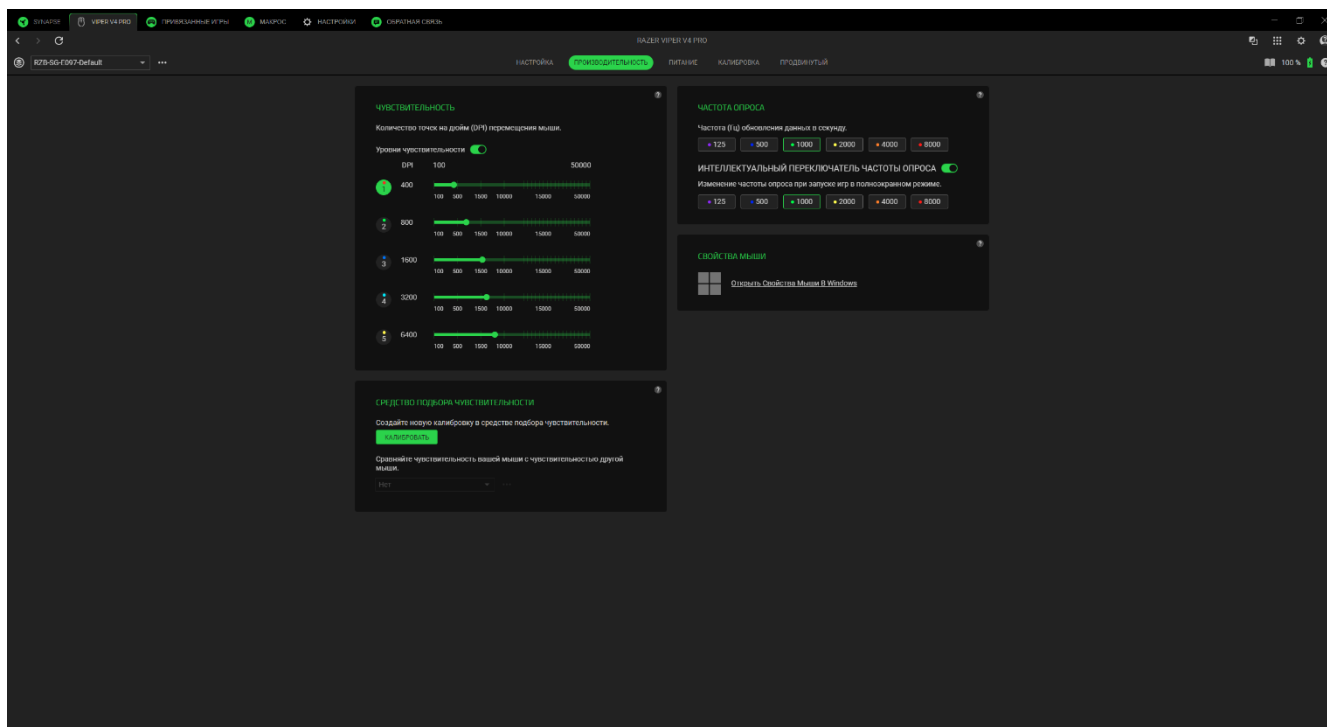 SYNAPSE VIPER V4 PRO ПРИВЯЗАННЫЕ ИГРЫ МАКРОС НАСТРОЙКИ ОБРАТНАЯ СВЯЗЬ
RAZER VIPER V4 PRO
RZB-SG-E097-Default
НАСТРОЙКА ПРОИЗВОДИТЕЛЬНОСТЬ ПИТАНИЕ КАЛИБРОВКА ПРОДВИНУТЫЙ
100 %
ЧУВСТВИТЕЛЬНОСТЬ
Количество точек на дюйм (DPI) перемещения мыши.
Уровни чувствительности
DPI 100 50000
1 400
100 500 1500 10000 15000 50000
2 800
100 500 1500 10000 15000 50000
3 1600
100 500 1500 10000 15000 50000
4 3200
100 500 1500 10000 15000 50000
5 6400
100 500 1500 10000 15000 50000
СРЕДСТВО ПОДБОРА ЧУВСТВИТЕЛЬНОСТИ
Создайте новую калибровку в средстве подбора чувствительности.
КАЛИБРОВАТЬ
Сравняйте чувствительность вашей мыши с чувствительностью другой
мыши.
Нет
ЧАСТОТА ОПРОСА
Частота (Гц) обновления данных в секунду.
125 500 1000 2000 4000 8000
ИНТЕЛЛЕКТУАЛЬНЫЙ ПЕРЕКЛЮЧАТЕЛЬ ЧАСТОТЫ ОПРОСА
Изменение частоты опроса при запуске игр в полноэкранном режиме.
125 500 1000 2000 4000 8000
СВОЙСТВА МЫШИ
Открыть Свойства Мыши В Windows